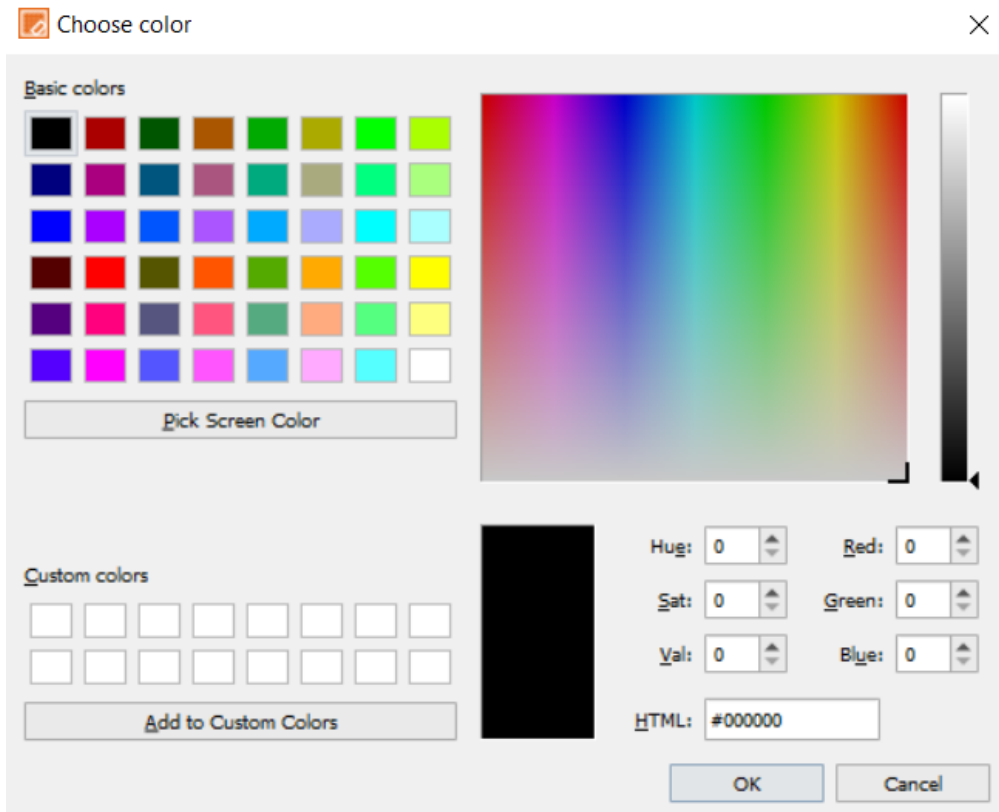 Choose color
Basic colors
Pick Screen Color
Custom colors
Add to Custom Colors
Hue: 0
Red: 0
Sat: 0
Green: 0
Val: 0
Blue: 0
HTML: #000000
OK
Cancel